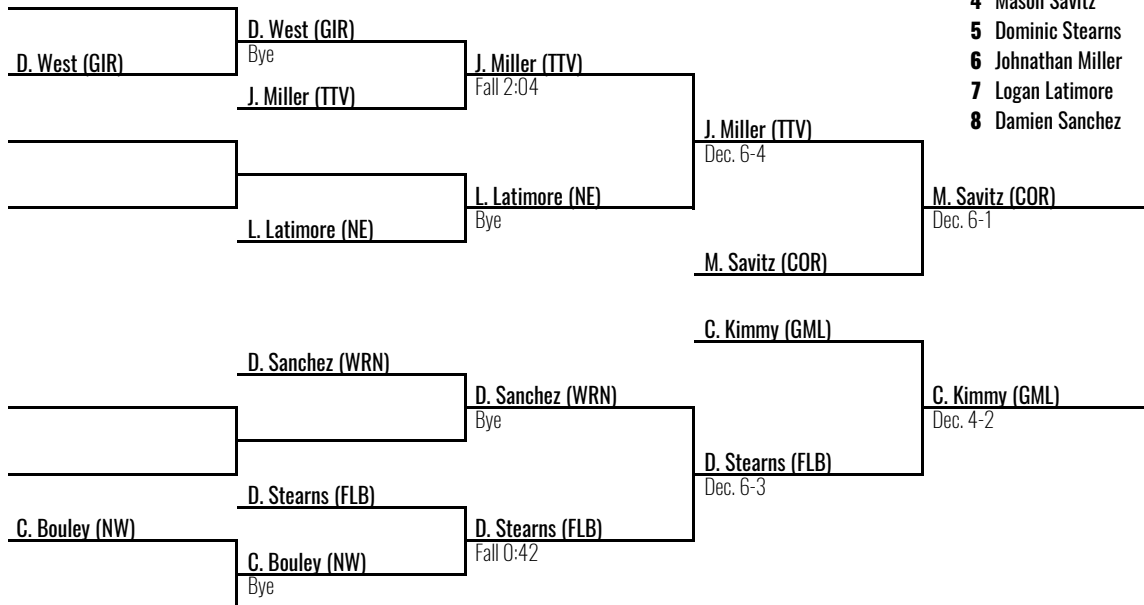 4 Mason Savitz
D. West (GIR)
Bye
5 Dominic Stearns
D. West (GIR)
J. Miller (TTV)
Fall 2:04
6 Johnathan Miller
J. Miller (TTV)
7 Logan Latimore
J. Miller (TTV)
Dec. 6-4
8 Damien Sanchez
L. Latimore (NE)
Bye
M. Savitz (COR)
Dec. 6-1
L. Latimore (NE)
M. Savitz (COR)
C. Kimmy (GML)
D. Sanchez (WRN)
D. Sanchez (WRN)
Bye
C. Kimmy (GML)
Dec. 4-2
D. Stearns (FLB)
Dec. 6-3
D. Stearns (FLB)
C. Bouley (NW)
D. Stearns (FLB)
Fall 0:42
C. Bouley (NW)
Bye